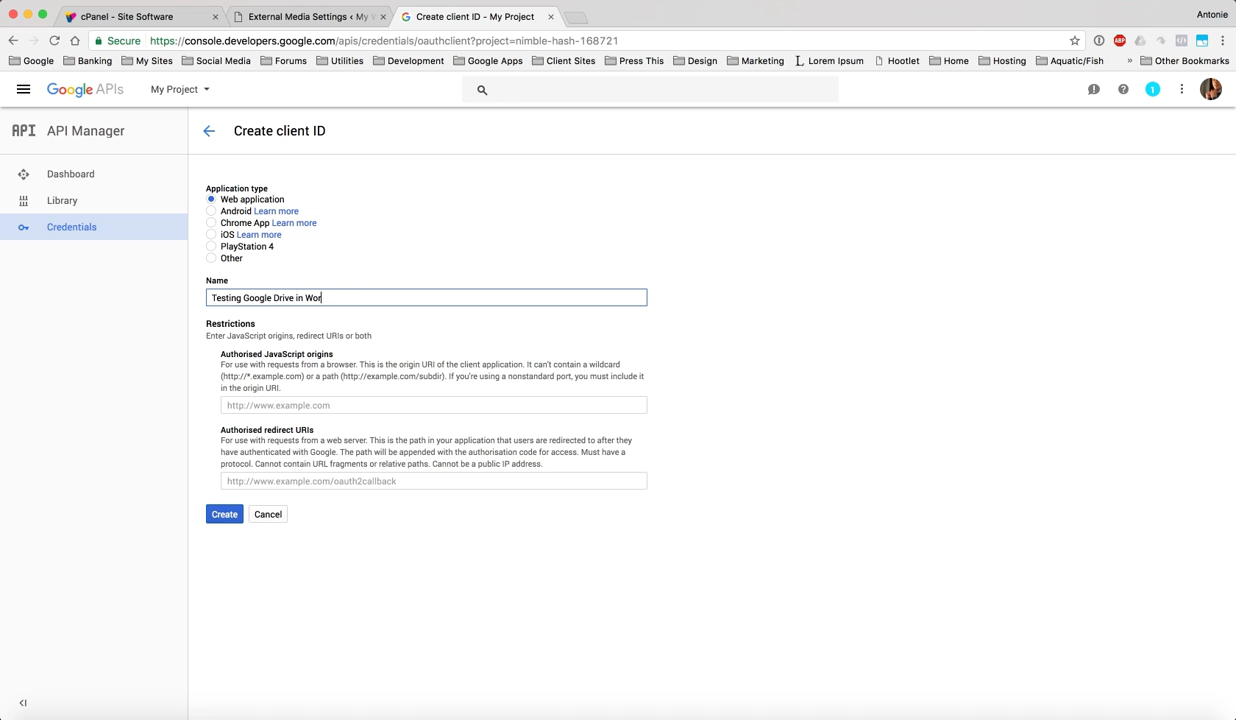 cPanel - Site Software
External Media Settings ‹ My V
Create client ID - My Project
Antonie
Secure https://console.developers.google.com/apis/credentials/oauthclient?project=nimble-hash-168721
Google Banking My Sites Social Media Forums Utilities Development Google Apps Client Sites Press This Design Marketing Lorem Ipsum Hootlet Home Hosting Aquatic/Fish » Other Bookmarks
Google APIs My Project 1
API API Manager
Create client ID
Dashboard
Library
Credentials
Application type
Web application
Android Learn more
Chrome App Learn more
iOS Learn more
PlayStation 4
Other
Name
Testing Google Drive in Wor
Restrictions
Enter JavaScript origins, redirect URIs or both
Authorised JavaScript origins
For use with requests from a browser. This is the origin URI of the client application. It can't contain a wildcard
(http://*.example.com) or a path (http://example.com/subdir). If you're using a nonstandard port, you must include it
in the origin URI.
http://www.example.com
Authorised redirect URIs
For use with requests from a web server. This is the path in your application that users are redirected to after they
have authenticated with Google. The path will be appended with the authorisation code for access. Must have a
protocol. Cannot contain URL fragments or relative paths. Cannot be a public IP address.
http://www.example.com/oauth2callback
Create Cancel